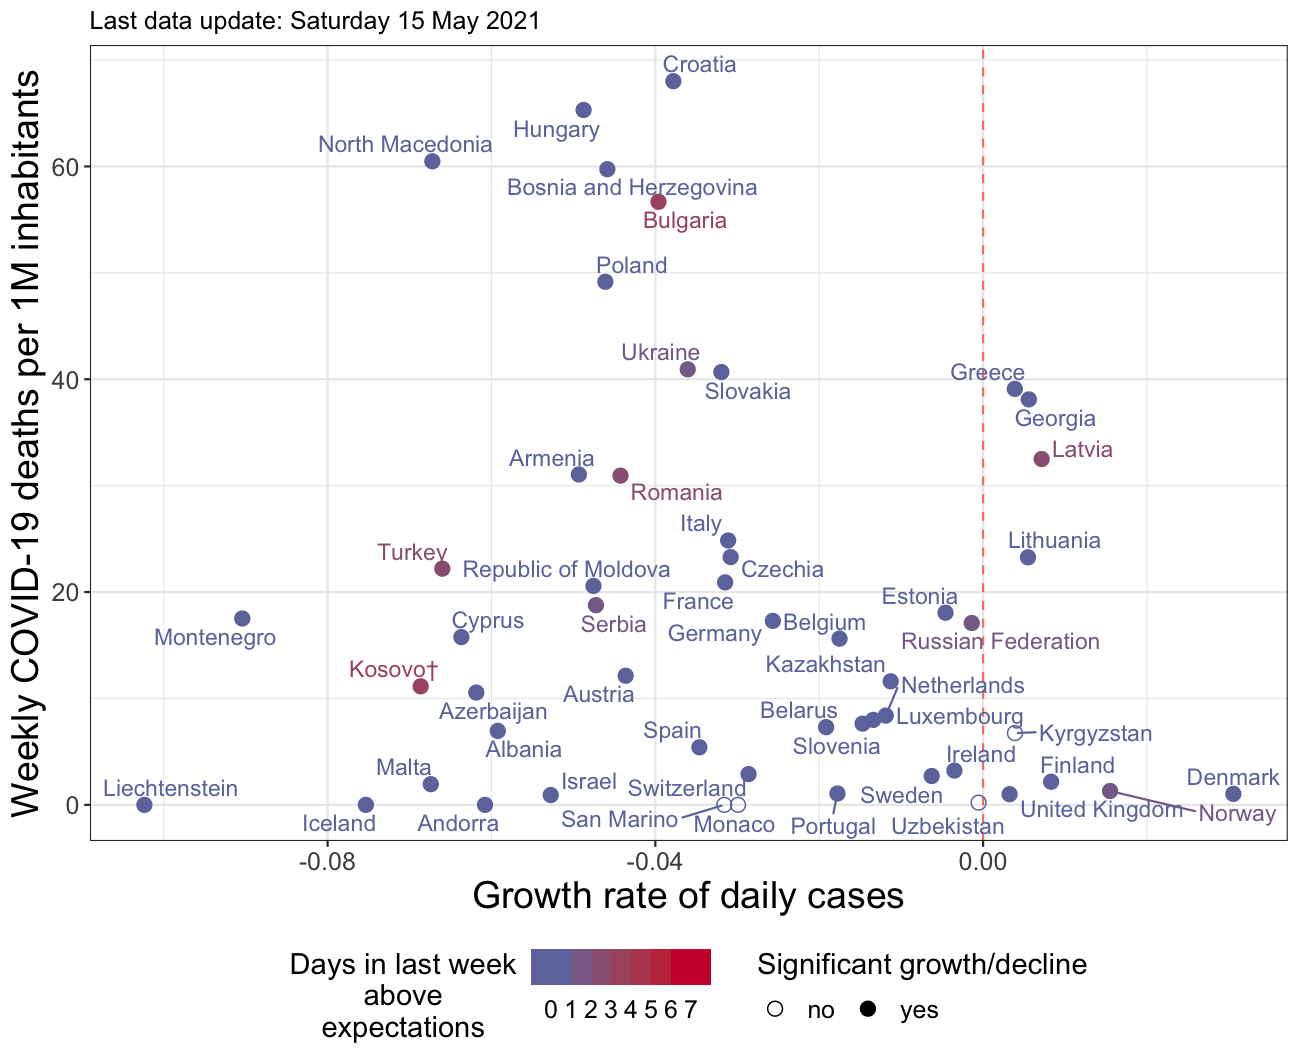 Last data update: Saturday 15 May 2021
Weekly COVID-19 deaths per 1M inhabitants
60
40
20
0
Croatia
Hungary
North Macedonia
Bosnia and Herzegovina
Bulgaria
Poland
Ukraine
Slovakia
Greece
Georgia
Latvia
Armenia
Romania
Italy
Lithuania
Turkey
Republic of Moldova
Czechia
Estonia
France
Cyprus
Serbia
Germany
Belgium
Montenegro
Russian Federation
Kosovo†
Kazakhstan
Netherlands
Austria
Azerbaijan
Belarus
Luxembourg
Spain
Kyrgyzstan
Albania
Slovenia
Ireland
Malta
Finland
Israel
Denmark
Liechtenstein
Switzerland
Sweden
United Kingdom
Norway
Iceland
Andorra
San Marino
Monaco
Portugal
Uzbekistan
-0.08
-0.04
0.00
Growth rate of daily cases
Days in last week
above
expectations
0 1 2 3 4 5 6 7
Significant growth/decline
no
yes